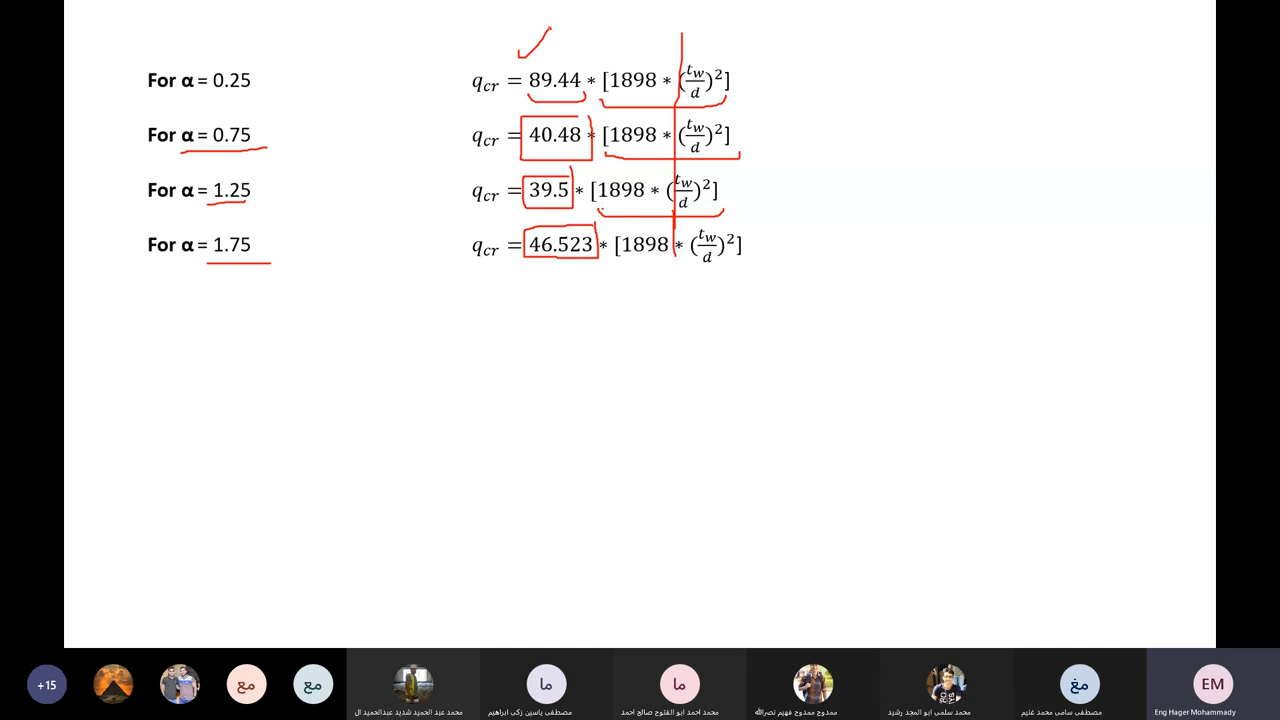 For α = 0.25 q_cr = 89.44 * [1898 * (t_w/d)^2]
For α = 0.75 q_cr = 40.48 * [1898 * (t_w/d)^2]
For α = 1.25 q_cr = 39.5 * [1898 * (t_w/d)^2]
For α = 1.75 q_cr = 46.523 * [1898 * (t_w/d)^2]
+15
مع
مع
ما
ما
مغ
EM
محمد عبد الحميد شديد عبدالحميد ال
مصطفى ياسين زكى ابراهيم
محمد احمد ابو الفتوح صالح احمد
ممدوح ممدوح فهيم نصرالله
محمد سلمى ابو المجد رشيد
مصطفى سامى محمد غنيم
Eng Hager Mohammady